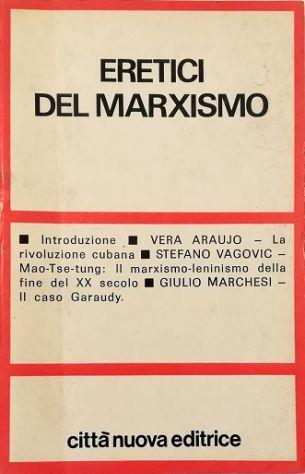 ERETICI
DEL MARXISMO
■ Introduzione ■ VERA ARAUJO – La
rivoluzione cubana ■ STEFANO VAGOVIC –
Mao-Tse-tung: Il marxismo-leninismo della
fine del XX secolo ■ GIULIO MARCHESI –
Il caso Garaudy.
città nuova editrice